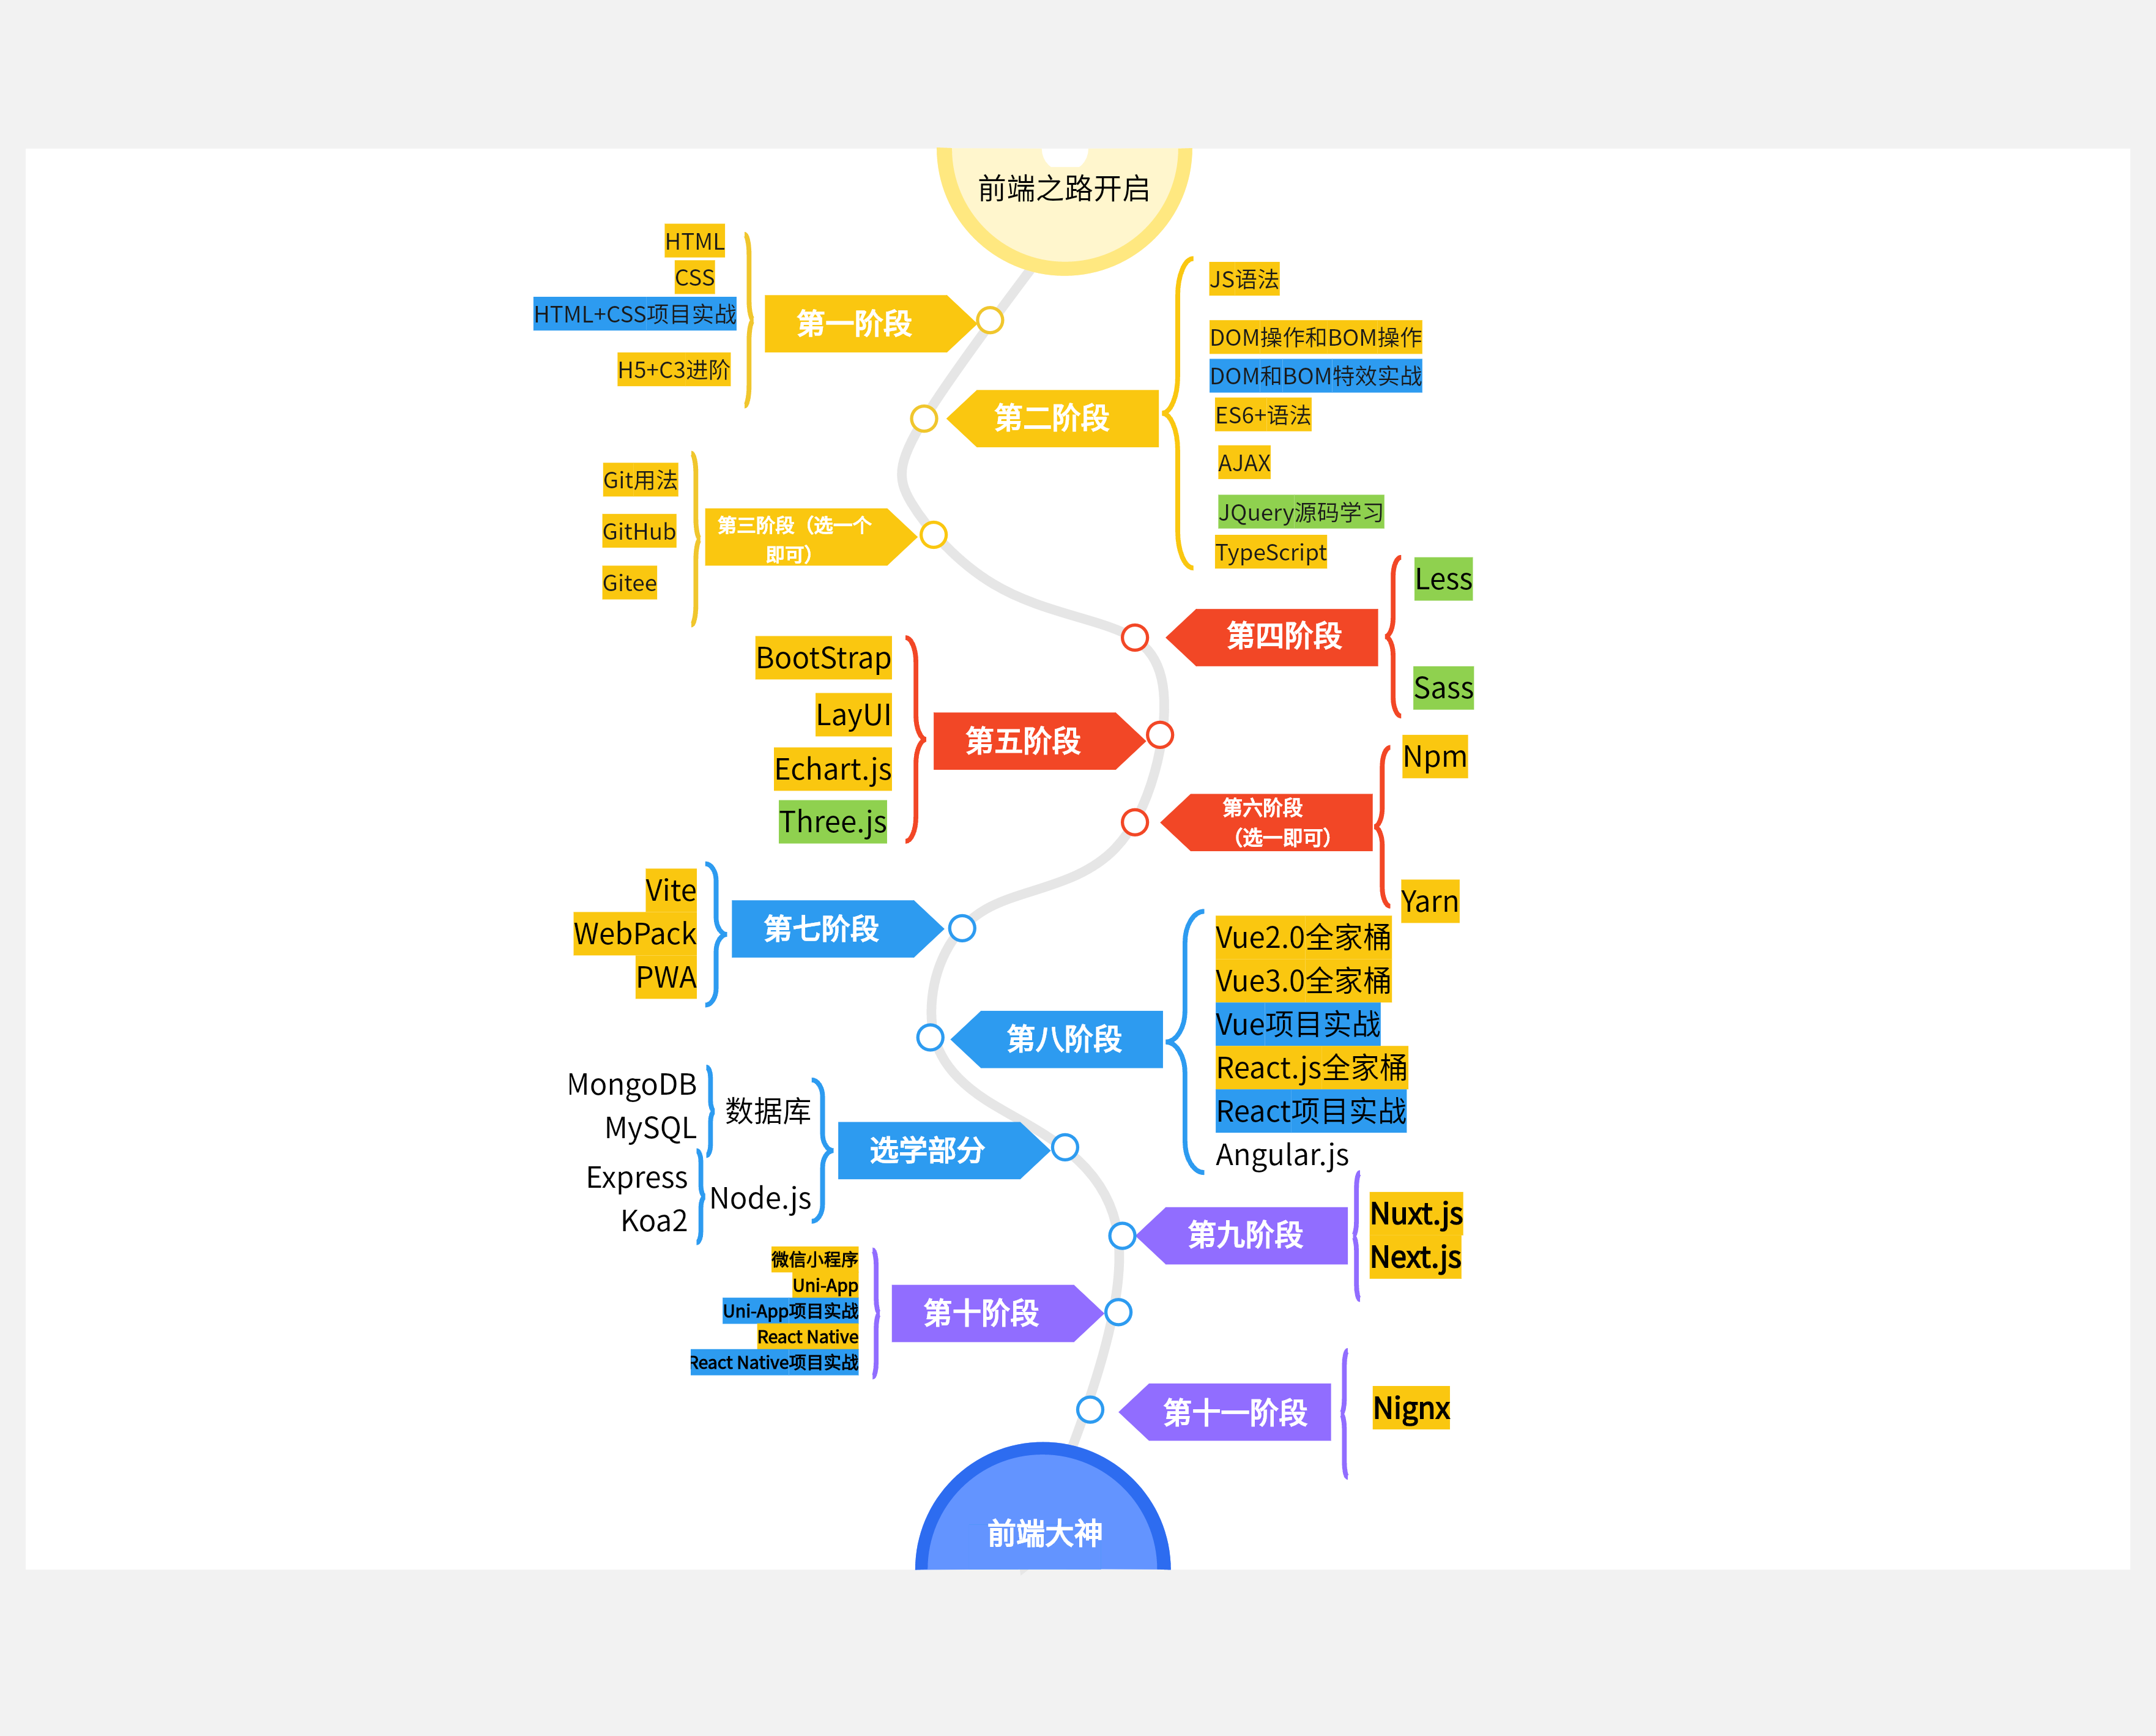 前端之路开启
HTML
CSS
HTML+CSS项目实战
H5+C3进阶
第一阶段
JS语法
DOM操作和BOM操作
DOM和BOM特效实战
ES6+语法
AJAX
JQuery源码学习
TypeScript
第二阶段
Git用法
GitHub
Gitee
第三阶段（选一个
即可）
Less
Sass
第四阶段
BootStrap
LayUI
Echart.js
Three.js
第五阶段
Npm
Yarn
第六阶段
（选一即可）
Vite
WebPack
PWA
第七阶段
Vue2.0全家桶
Vue3.0全家桶
Vue项目实战
React.js全家桶
React项目实战
Angular.js
第八阶段
MongoDB
MySQL
数据库
Express
Koa2
Node.js
选学部分
Nuxt.js
Next.js
第九阶段
微信小程序
Uni-App
Uni-App项目实战
React Native
React Native项目实战
第十阶段
Nignx
第十一阶段
前端大神